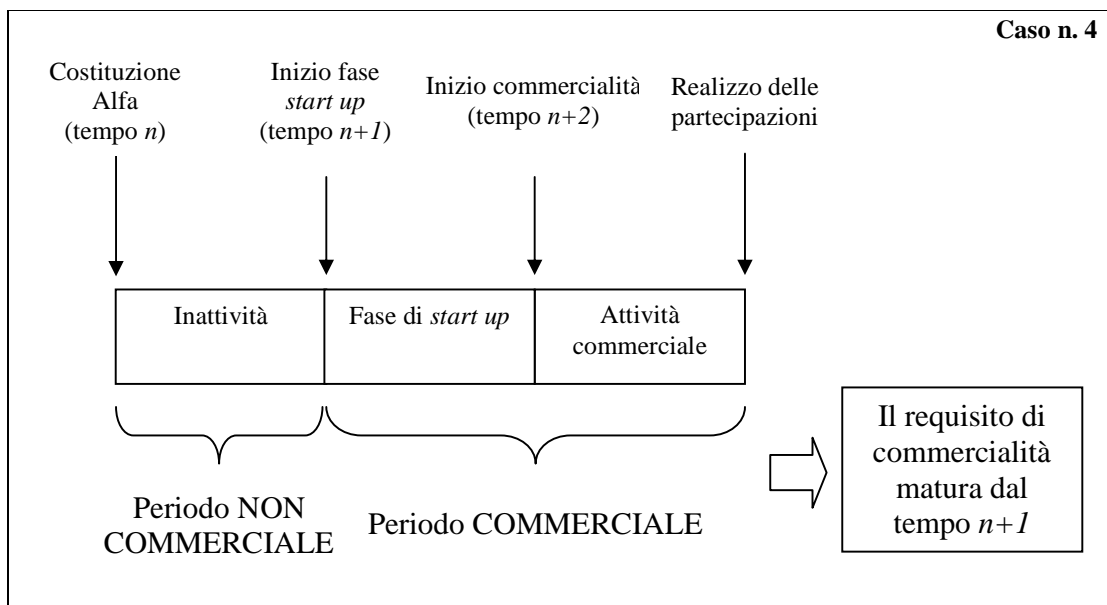 Caso n. 4
Costituzione
Alfa
(tempo n)
Inizio fase
start up
(tempo n+1)
Inizio commercialità
(tempo n+2)
Realizzo delle
partecipazioni
Inattività
Fase di start up
Attività
commerciale
Periodo NON
COMMERCIALE
Periodo COMMERCIALE
Il requisito di
commercialità
matura dal
tempo n+1